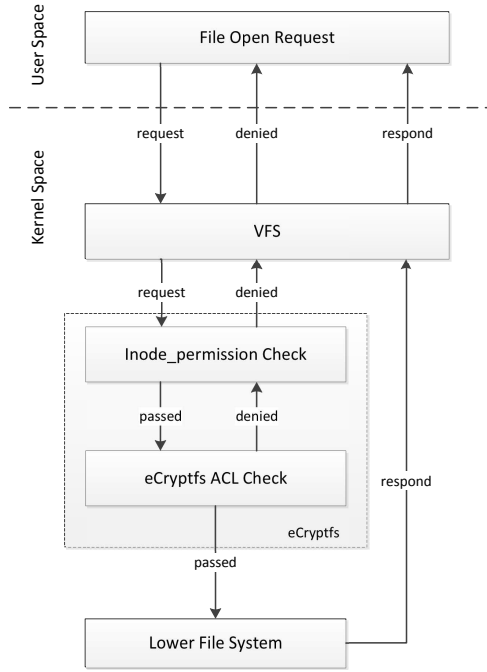 User Space
File Open Request
request
denied
respond
Kernel Space
VFS
request
denied
Inode_permission Check
passed
denied
eCryptfs ACL Check
respond
eCryptfs
passed
Lower File System